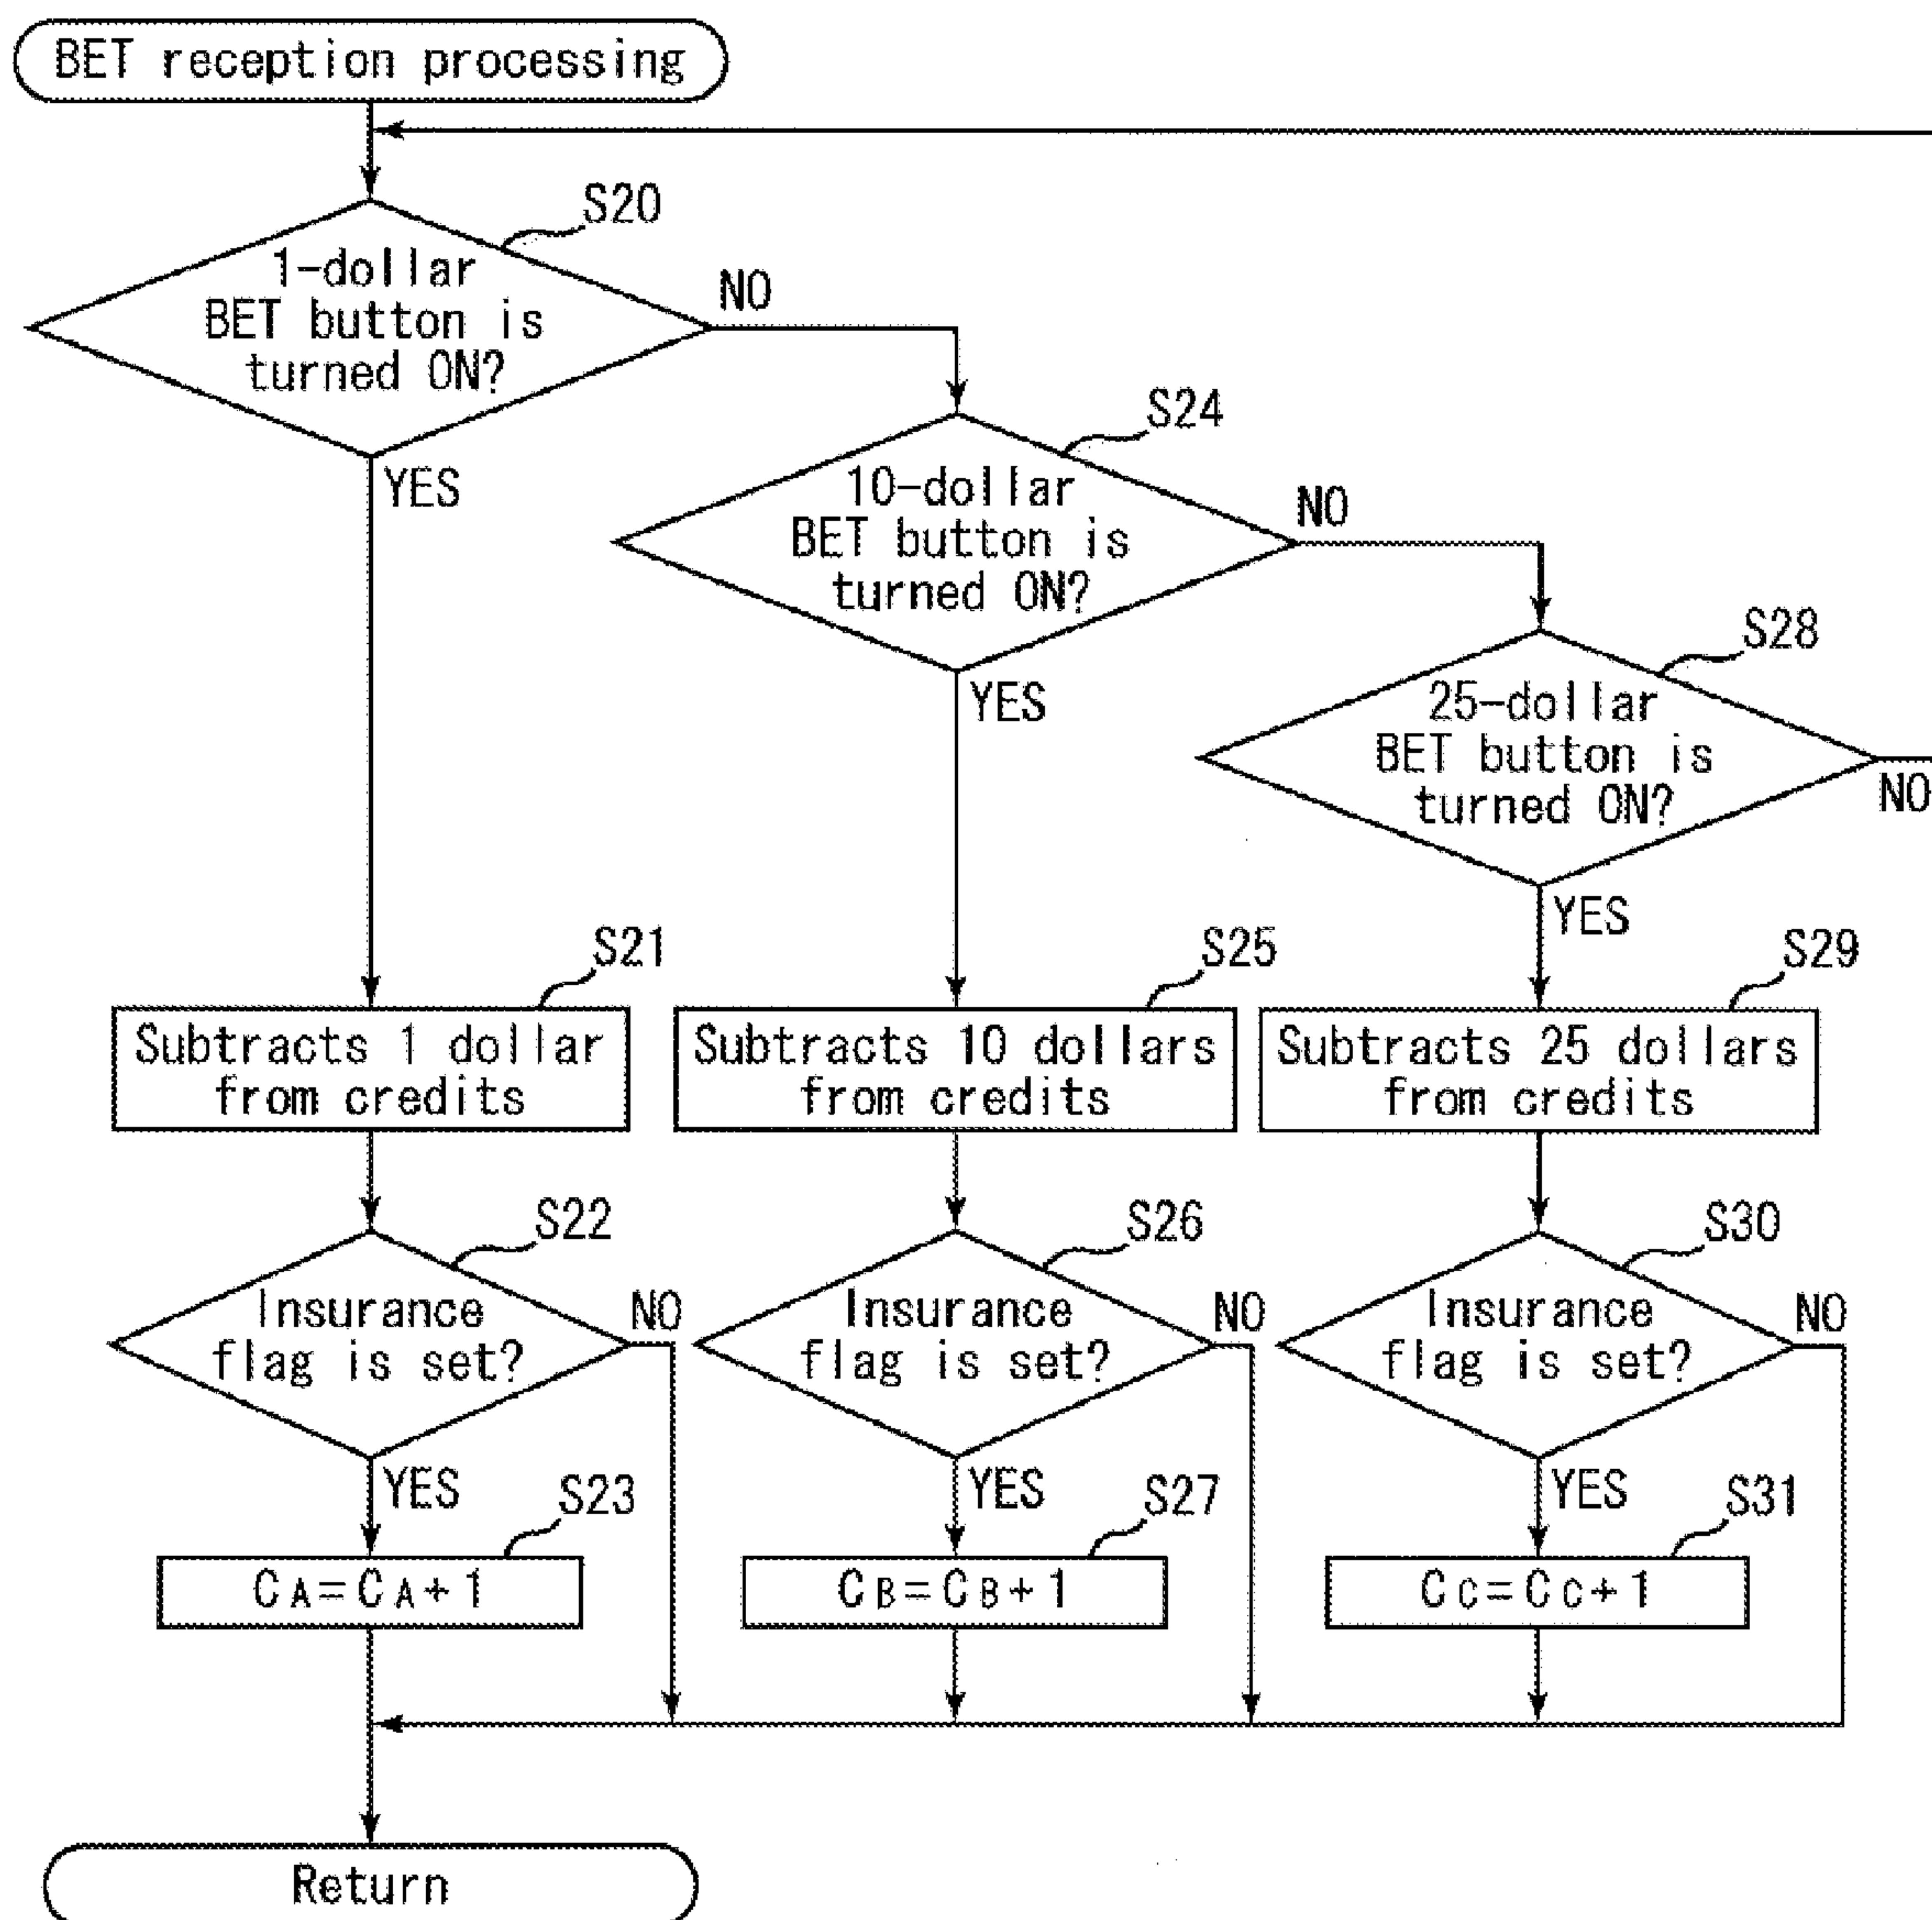 BET reception processing
S20
1-dollar
BET button is
turned ON?
NO
YES
S24
10-dollar
BET button is
turned ON?
NO
YES
S28
25-dollar
BET button is
turned ON?
NO
YES
S21
Subtracts 1 dollar
from credits
S25
Subtracts 10 dollars
from credits
S29
Subtracts 25 dollars
from credits
S22
Insurance
flag is set?
NO
YES
S26
Insurance
flag is set?
NO
YES
S30
Insurance
flag is set?
NO
YES
S23
CA=CA+1
S27
CB=CB+1
S31
CC=CC+1
Return